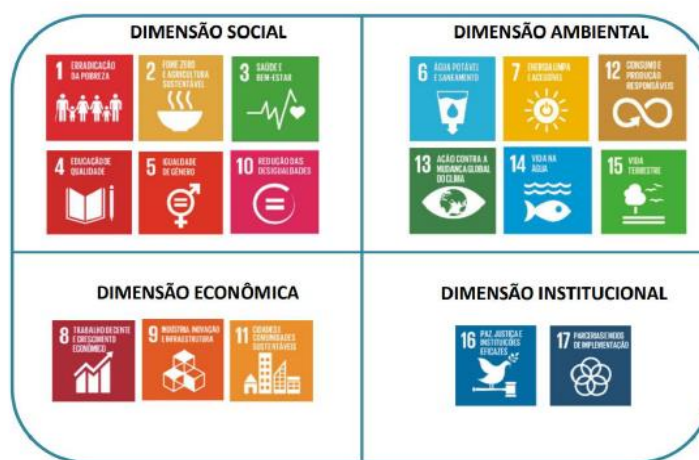 DIMENSÃO SOCIAL
1 ERRADICAÇÃO
DA POBREZA
2 FOME ZERO
E AGRICULTURA
SUSTENTÁVEL
3 SAÚDE E
BEM-ESTAR
4 EDUCAÇÃO DE
QUALIDADE
5 IGUALDADE
DE GÊNERO
10 REDUÇÃO DAS
DESIGUALDADES
DIMENSÃO AMBIENTAL
6 ÁGUA POTÁVEL
E SANEAMENTO
7 ENERGIA LIMPA
E ACESSÍVEL
12 CONSUMO E
PRODUÇÃO
RESPONSÁVEIS
13 AÇÃO CONTRA A
MUDANÇA GLOBAL
DO CLIMA
14 VIDA NA
ÁGUA
15 VIDA
TERRESTRE
DIMENSÃO ECONÔMICA
8 TRABALHO DECENTE
E CRESCIMENTO
ECONÔMICO
9 INDÚSTRIA, INOVAÇÃO
E INFRAESTRUTURA
11 CIDADES E
COMUNIDADES
SUSTENTÁVEIS
DIMENSÃO INSTITUCIONAL
16 PAZ, JUSTIÇA E
INSTITUIÇÕES
EFICAZES
17 PARCERIAS E MEIOS
DE IMPLEMENTAÇÃO